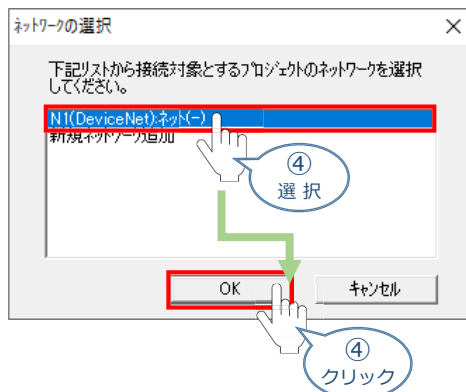 ネットワークの選択
下記リストから接続対象とするプロジェクトのネットワークを選択
してください。
N1(DeviceNet):ネット(-)
新規ネットワーク追加
④
選 択
OK
キャンセル
④
クリック